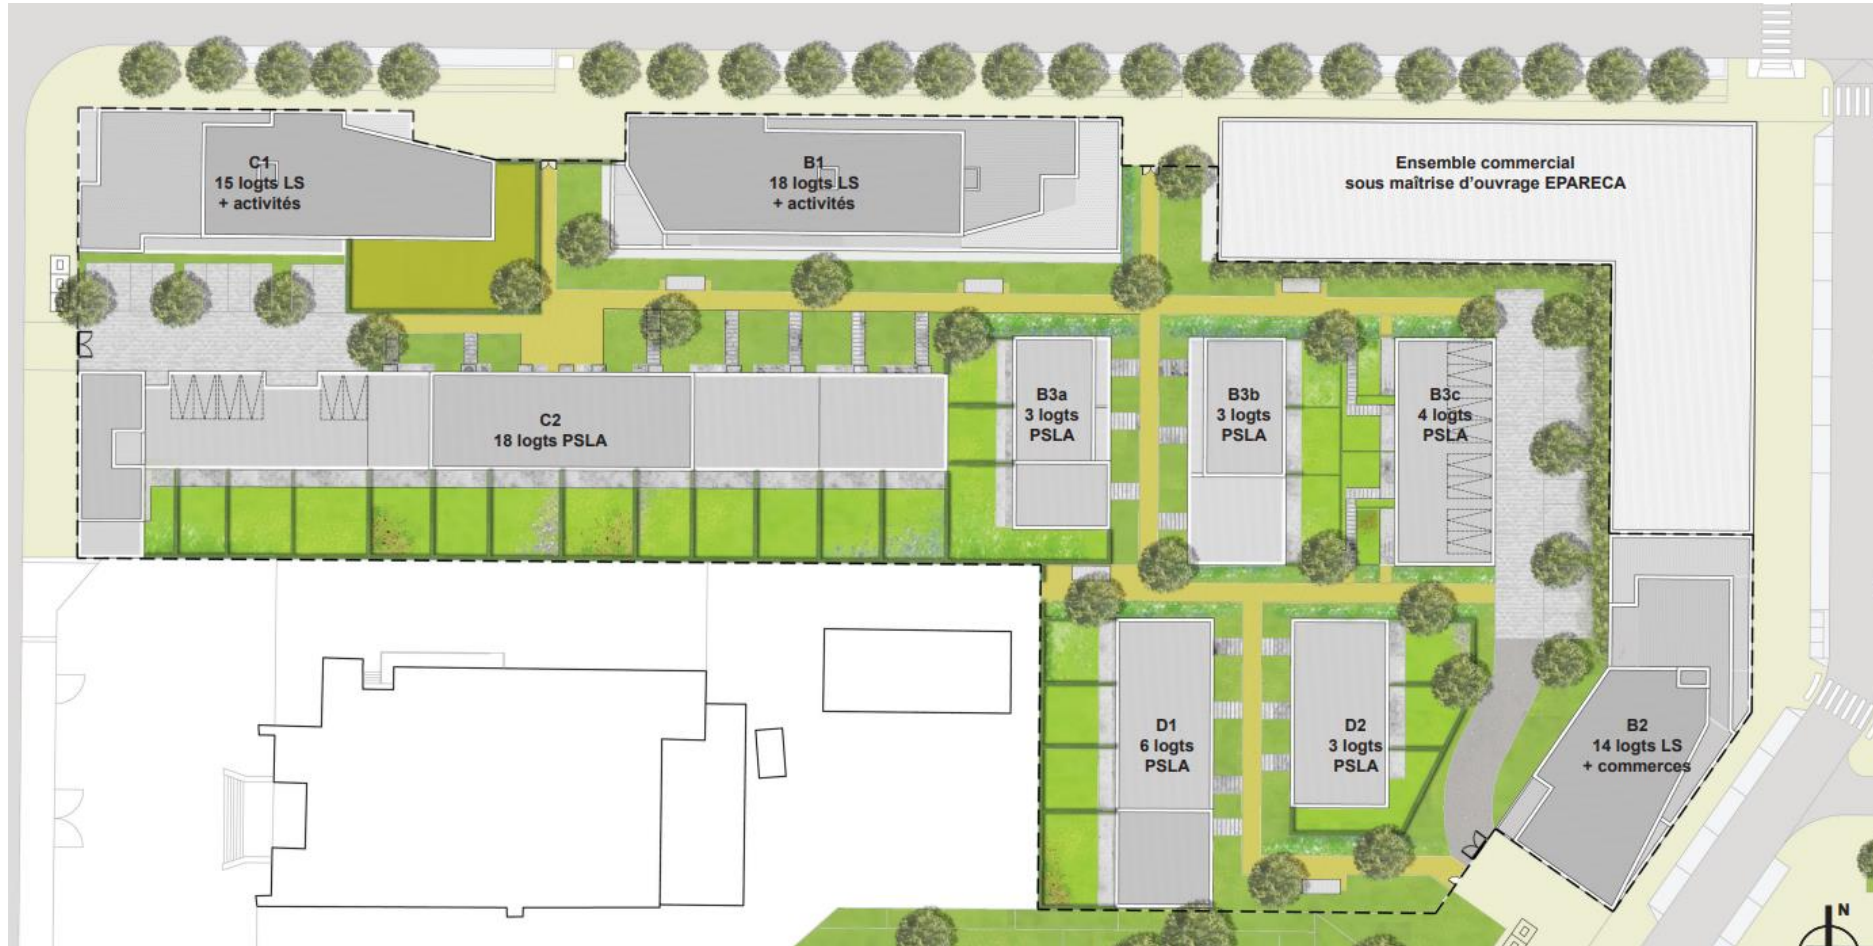 C1
15 logts LS
+ activités
B1
18 logts LS
+ activités
Ensemble commercial
sous maîtrise d'ouvrage EPARECA
C2
18 logts PSLA
B3a
3 logts
PSLA
B3b
3 logts
PSLA
B3c
4 logts
PSLA
D1
6 logts
PSLA
D2
3 logts
PSLA
B2
14 logts LS
+ commerces
N